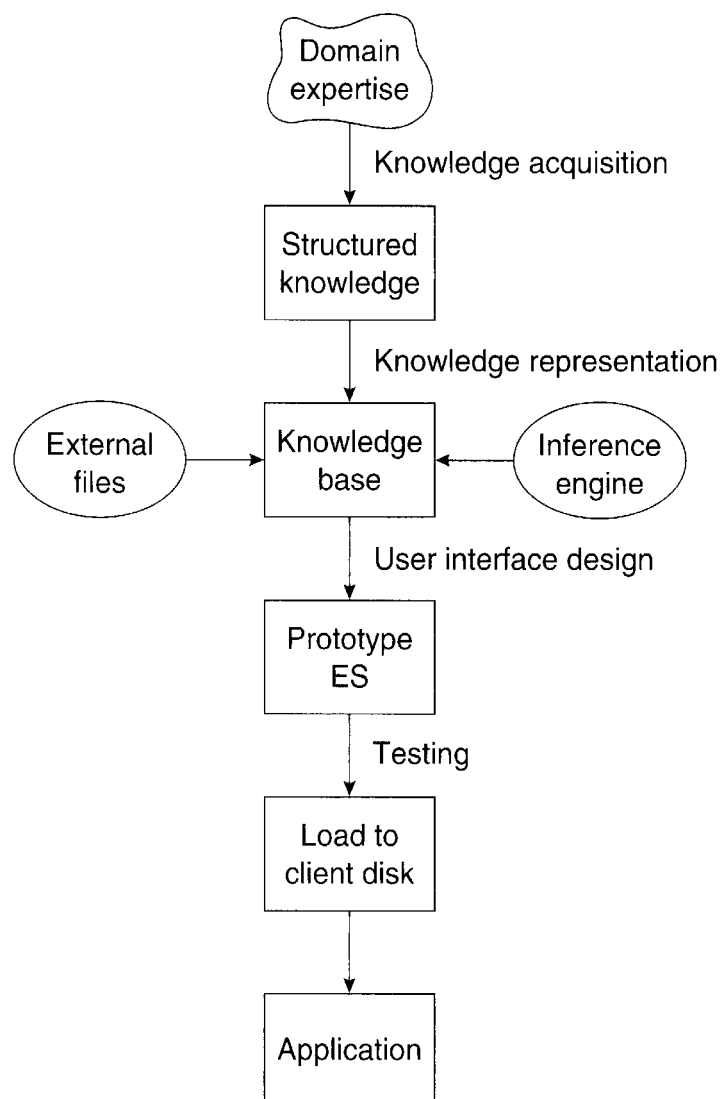 Domain
expertise
Knowledge acquisition
Structured
knowledge
Knowledge representation
External
files
Knowledge
base
Inference
engine
User interface design
Prototype
ES
Testing
Load to
client disk
Application